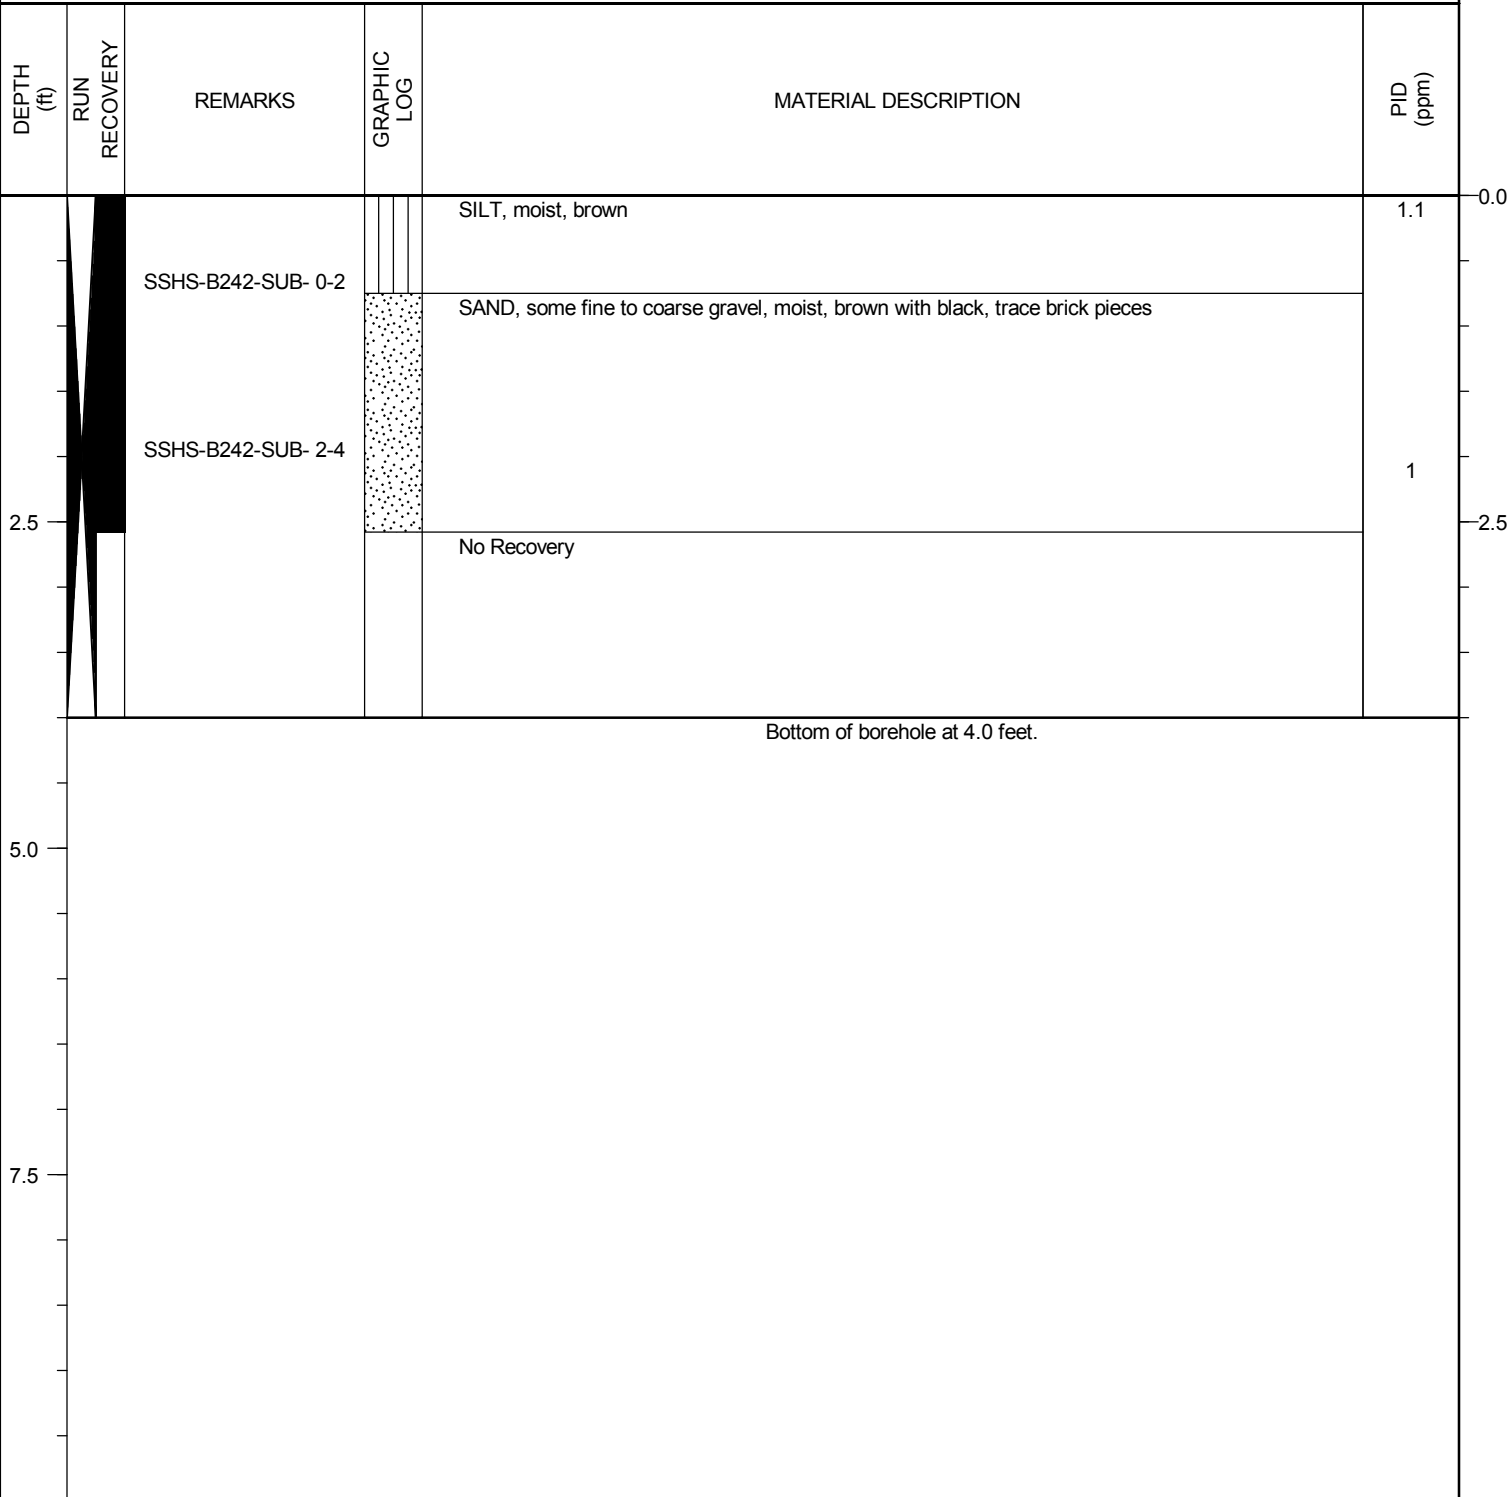 DEPTH
(ft)
RUN
RECOVERY
REMARKS
GRAPHIC
LOG
MATERIAL DESCRIPTION
PID
(ppm)
0.0
SILT, moist, brown
1.1
SSHS-B242-SUB- 0-2
SAND, some fine to coarse gravel, moist, brown with black, trace brick pieces
SSHS-B242-SUB- 2-4
1
2.5
2.5
No Recovery
Bottom of borehole at 4.0 feet.
5.0
7.5